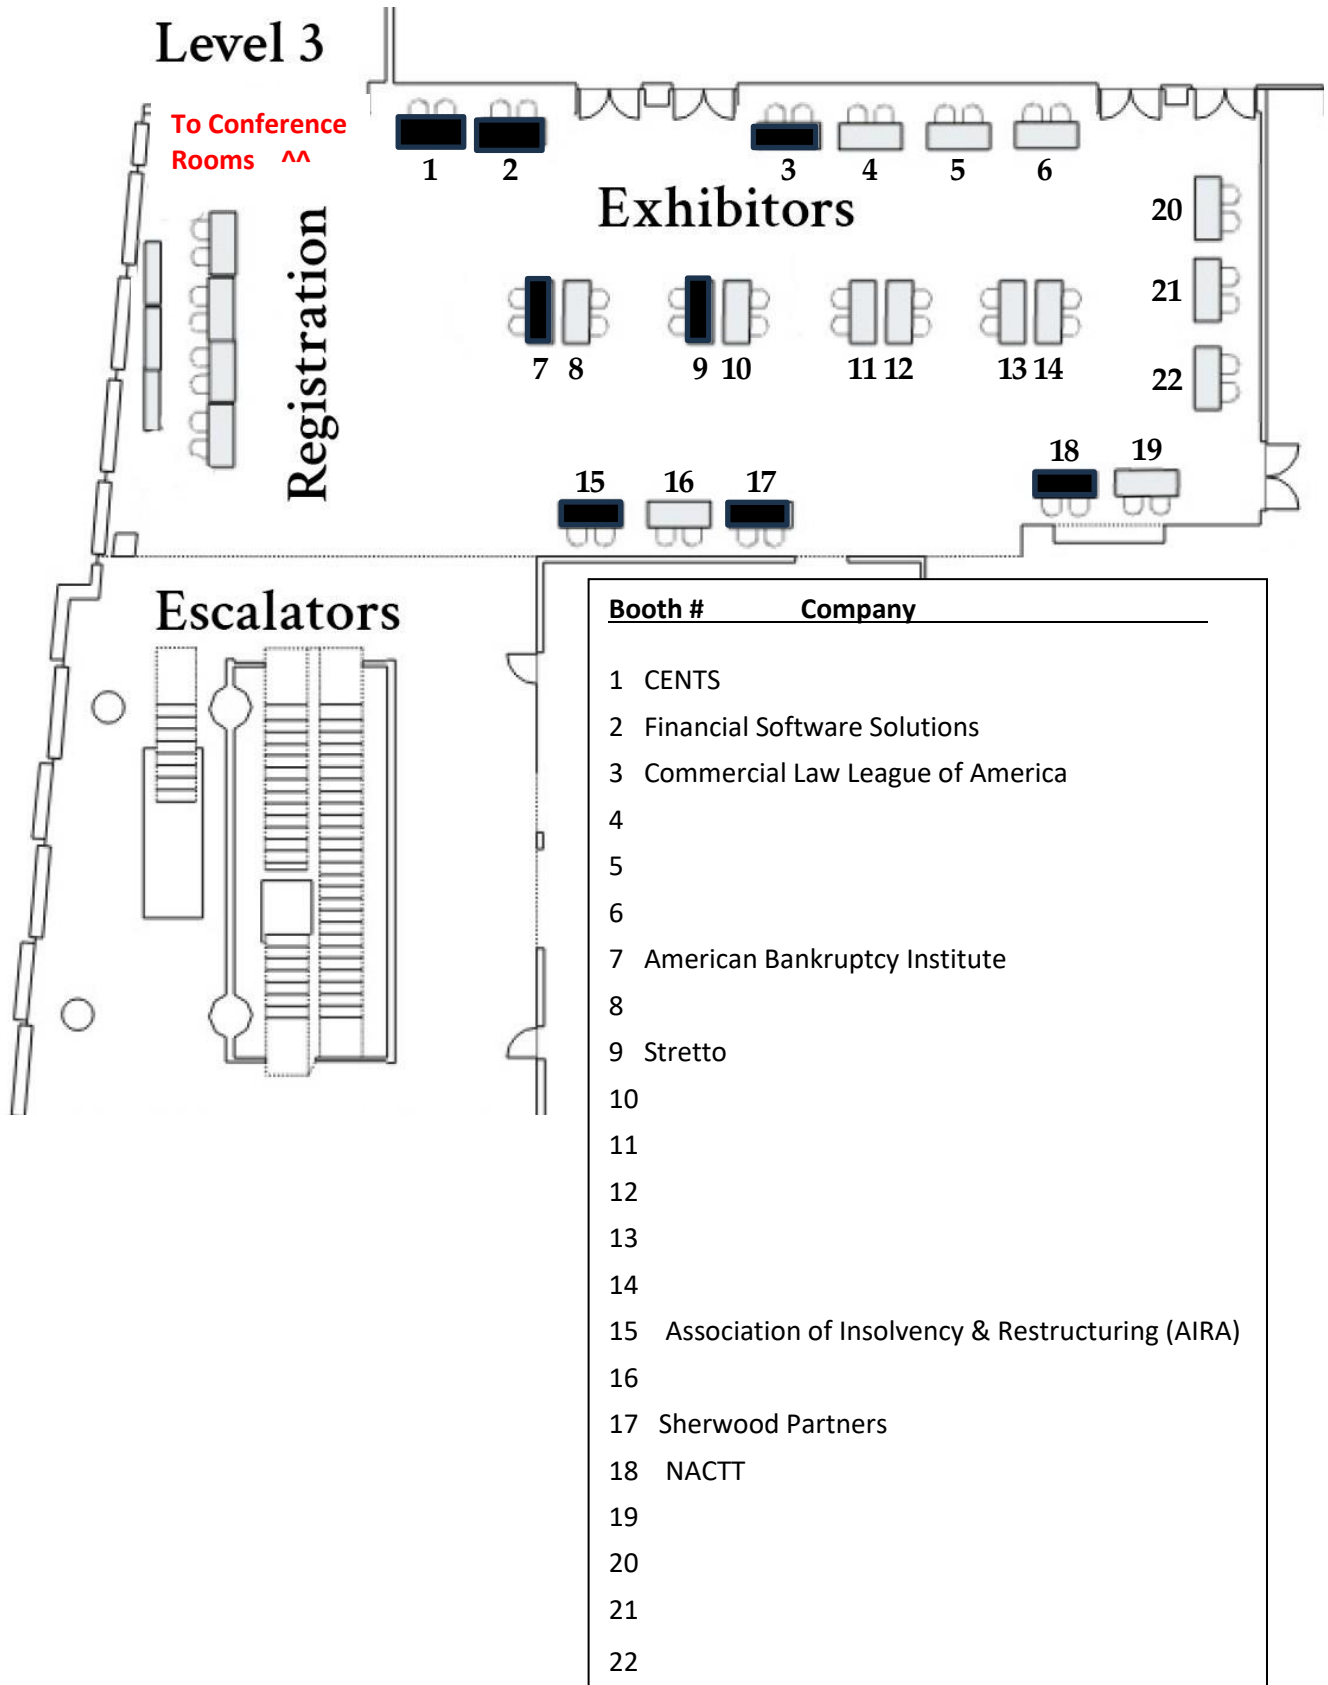 Level 3
To Conference
Rooms ^^
1 2 3 4 5 6
Exhibitors
20
21
22
Registration
7 8 9 10 11 12 13 14
18 19
15 16 17
Escalators
Booth # Company
1 CENTS
2 Financial Software Solutions
3 Commercial Law League of America
4
5
6
7 American Bankruptcy Institute
8
9 Stretto
10
11
12
13
14
15 Association of Insolvency & Restructuring (AIRA)
16
17 Sherwood Partners
18 NACTT
19
20
21
22